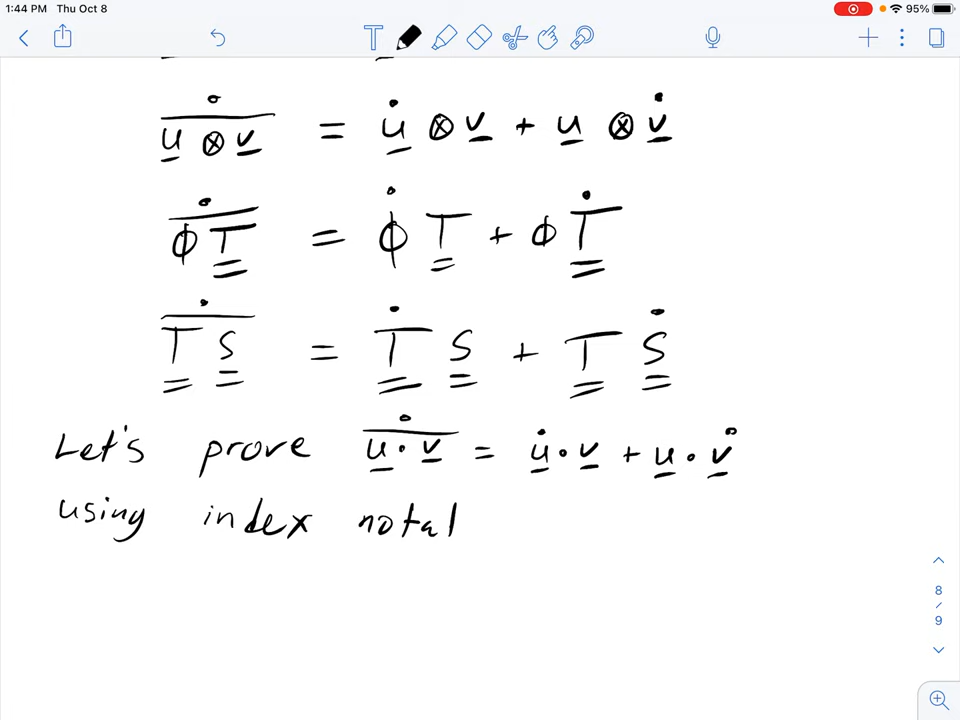 1:44 PM Thu Oct 8 95%
T
u ⊗ v = u̇ ⊗ v + u ⊗ v̇
ϕ T = ϕ̇ T + ϕ Ṫ
T S = Ṫ S + T Ṡ
Let's prove u · v = u̇ · v + u · v̇
using index notal
8
/
9